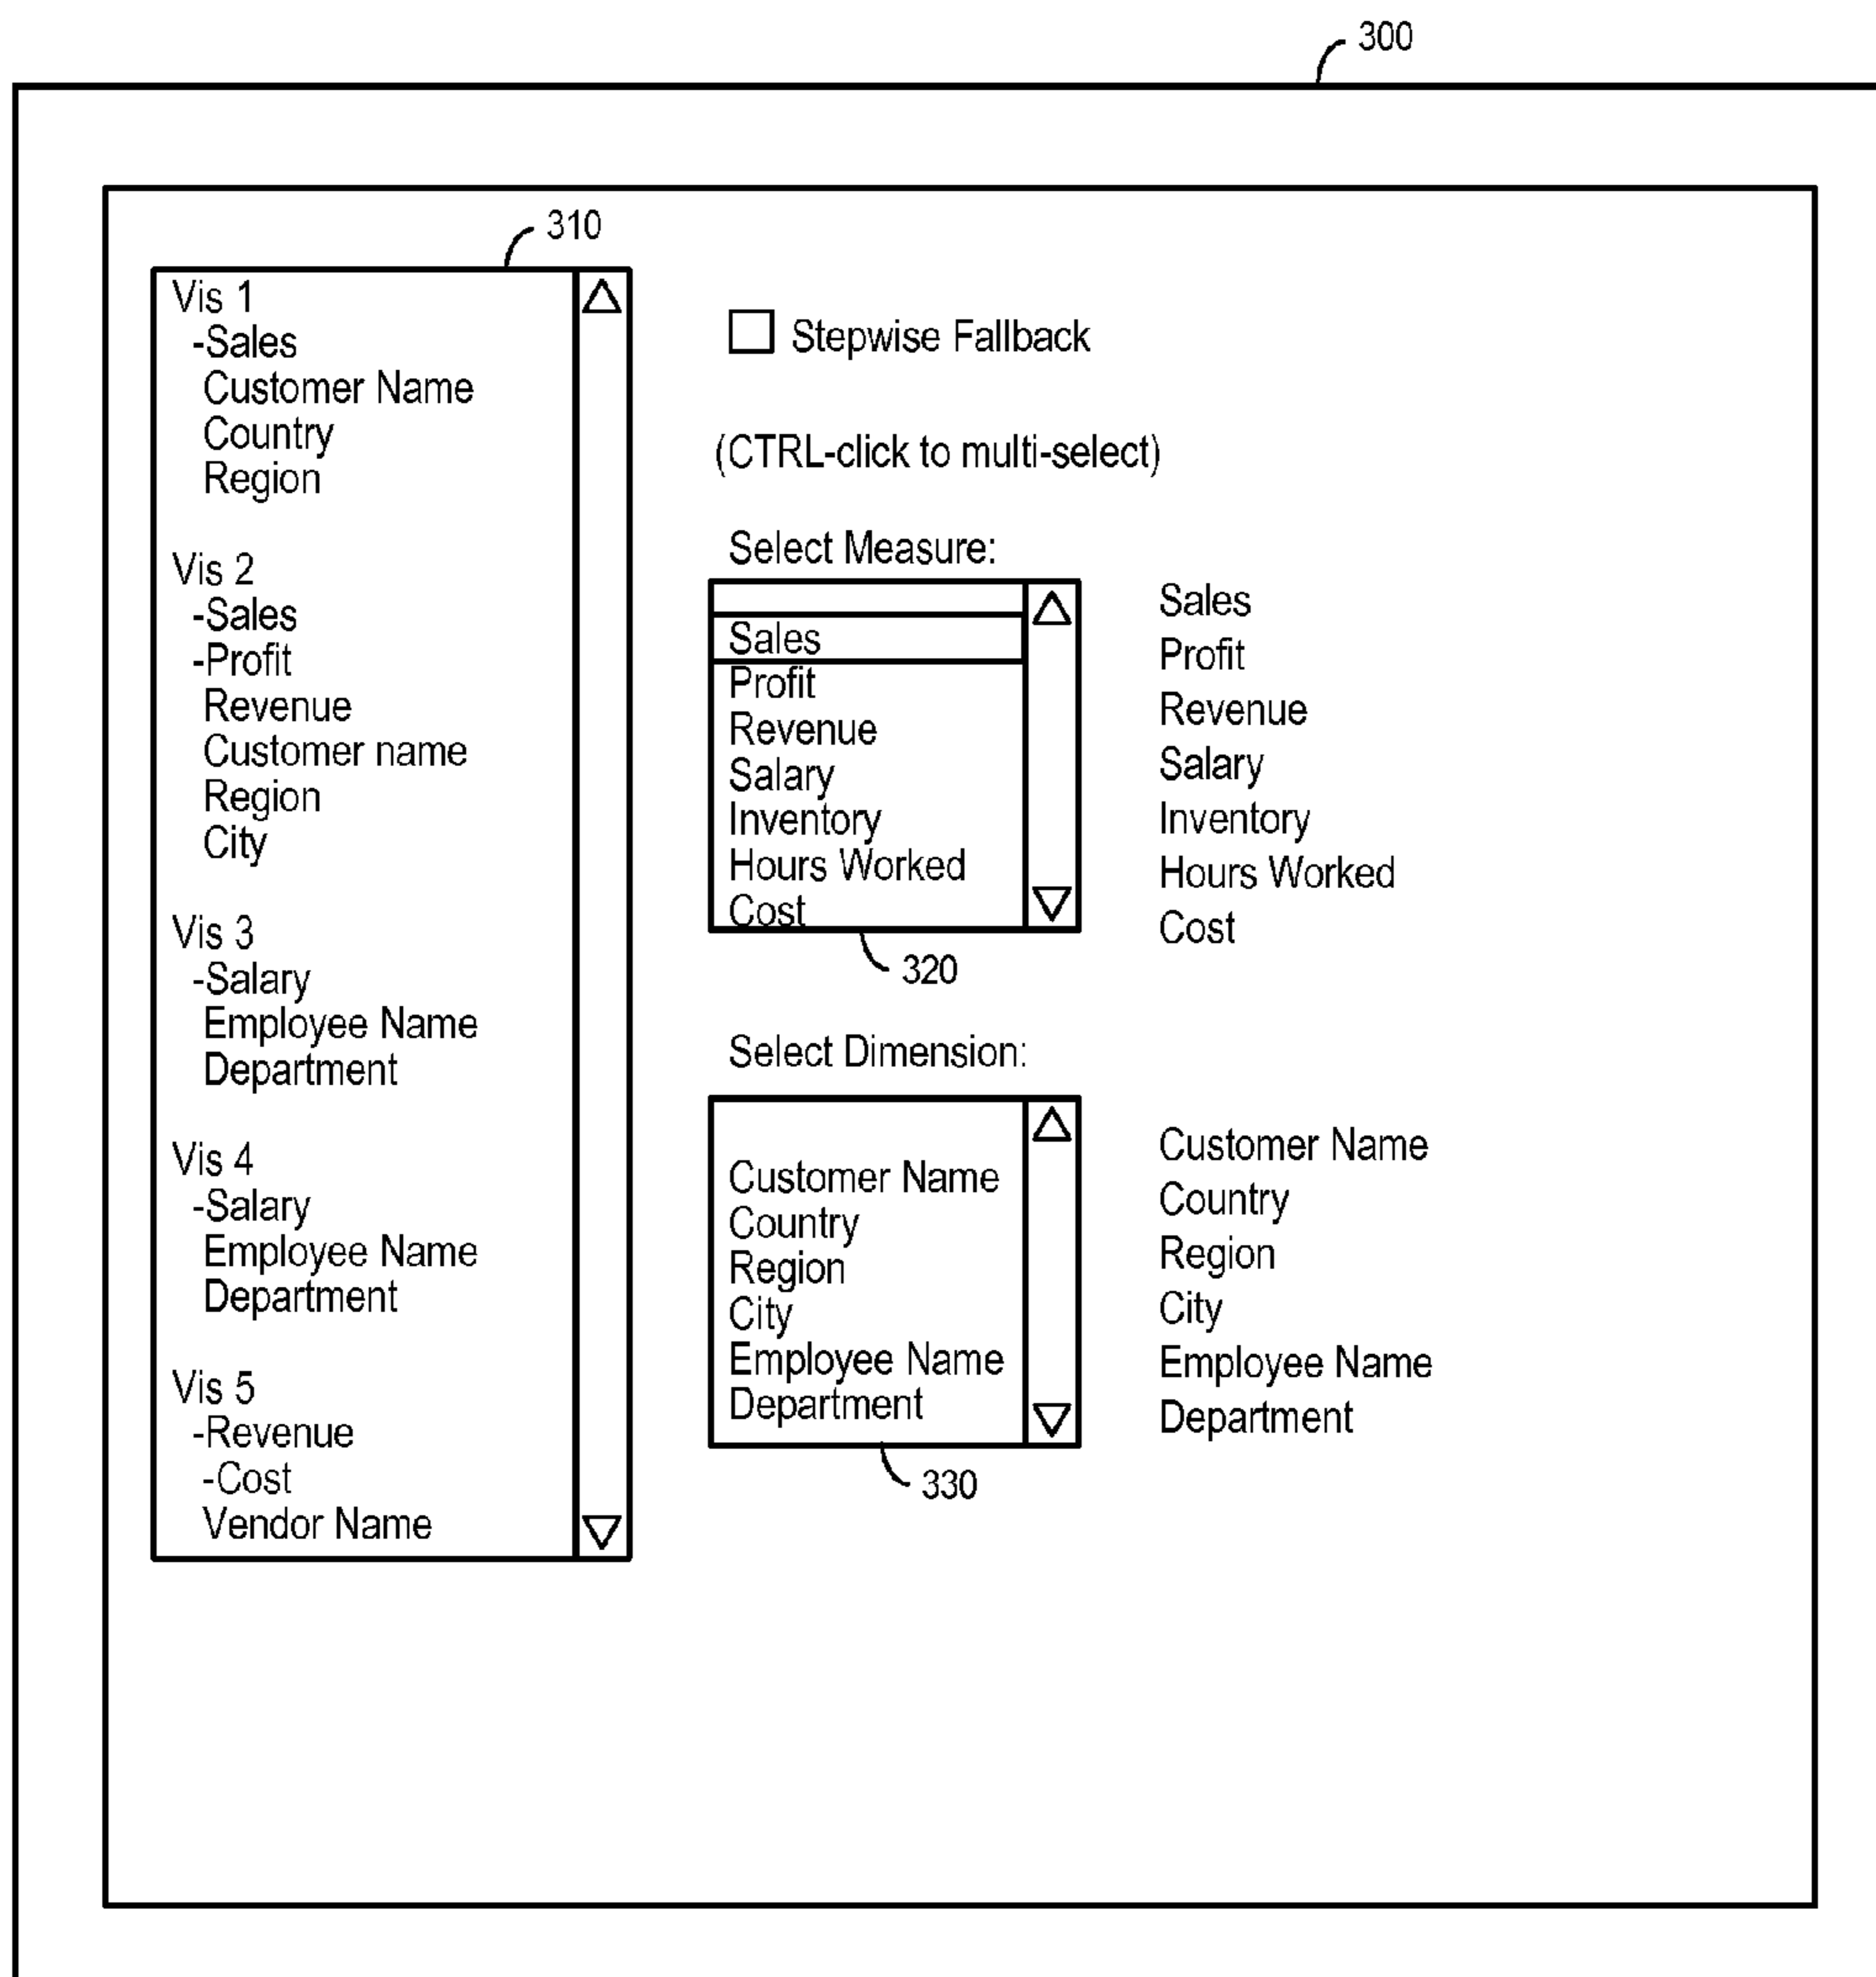 300
310
Vis 1
-Sales
Customer Name
Country
Region
Vis 2
-Sales
-Profit
Revenue
Customer name
Region
City
Vis 3
-Salary
Employee Name
Department
Vis 4
-Salary
Employee Name
Department
Vis 5
-Revenue
-Cost
Vendor Name
Stepwise Fallback
(CTRL-click to multi-select)
Select Measure:
Sales
Profit
Revenue
Salary
Inventory
Hours Worked
Cost
320
Sales
Profit
Revenue
Salary
Inventory
Hours Worked
Cost
Select Dimension:
Customer Name
Country
Region
City
Employee Name
Department
330
Customer Name
Country
Region
City
Employee Name
Department